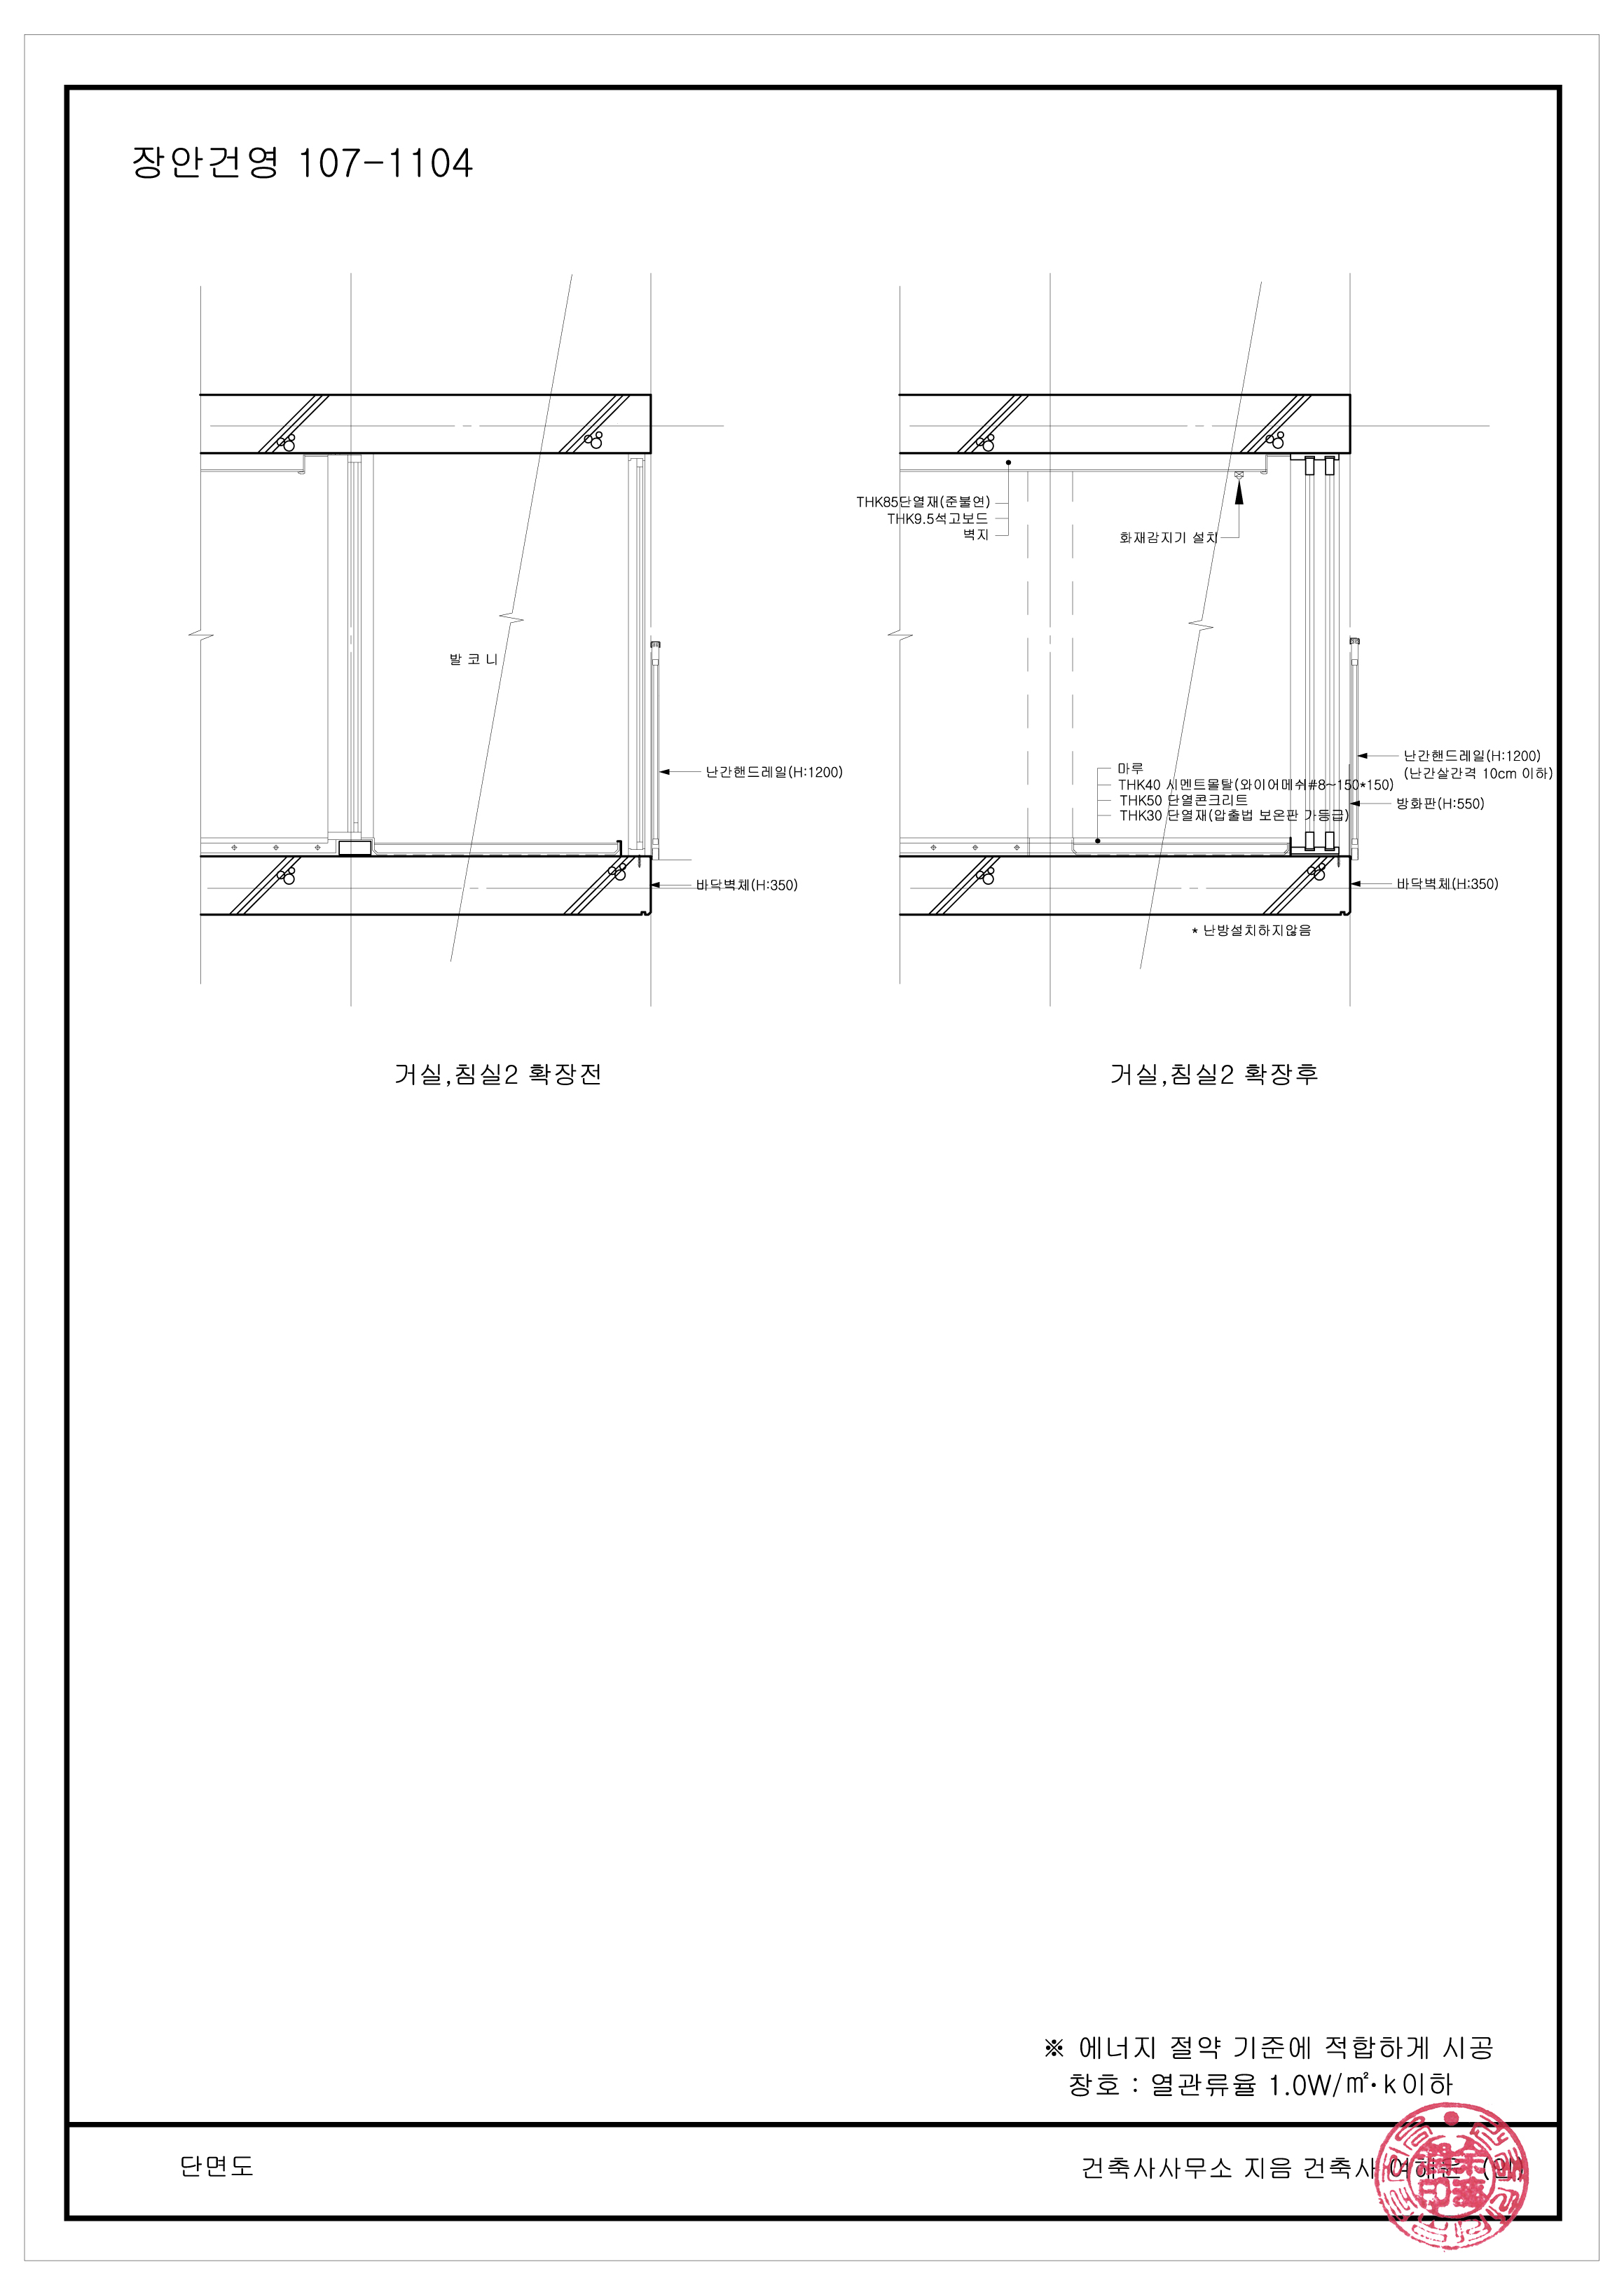 장안건영 107-1104
발 코 니
난간핸드레일(H:1200)
바닥벽체(H:350)
거실,침실2 확장전
THK85단열재(준불연)
THK9.5석고보드
벽지
화재감지기 설치
마루
THK40 시멘트몰탈(와이어메쉬#8~150*150)
THK50 단열콘크리트
THK30 단열재(압출법 보온판 가등급)
난간핸드레일(H:1200)
(난간살간격 10cm 이하)
방화판(H:550)
바닥벽체(H:350)
* 난방설치하지않음
거실,침실2 확장후
※ 에너지 절약 기준에 적합하게 시공
창호 : 열관류율 1.0W/㎡·k이하
단면도
건축사사무소 지음 건축사 (인)